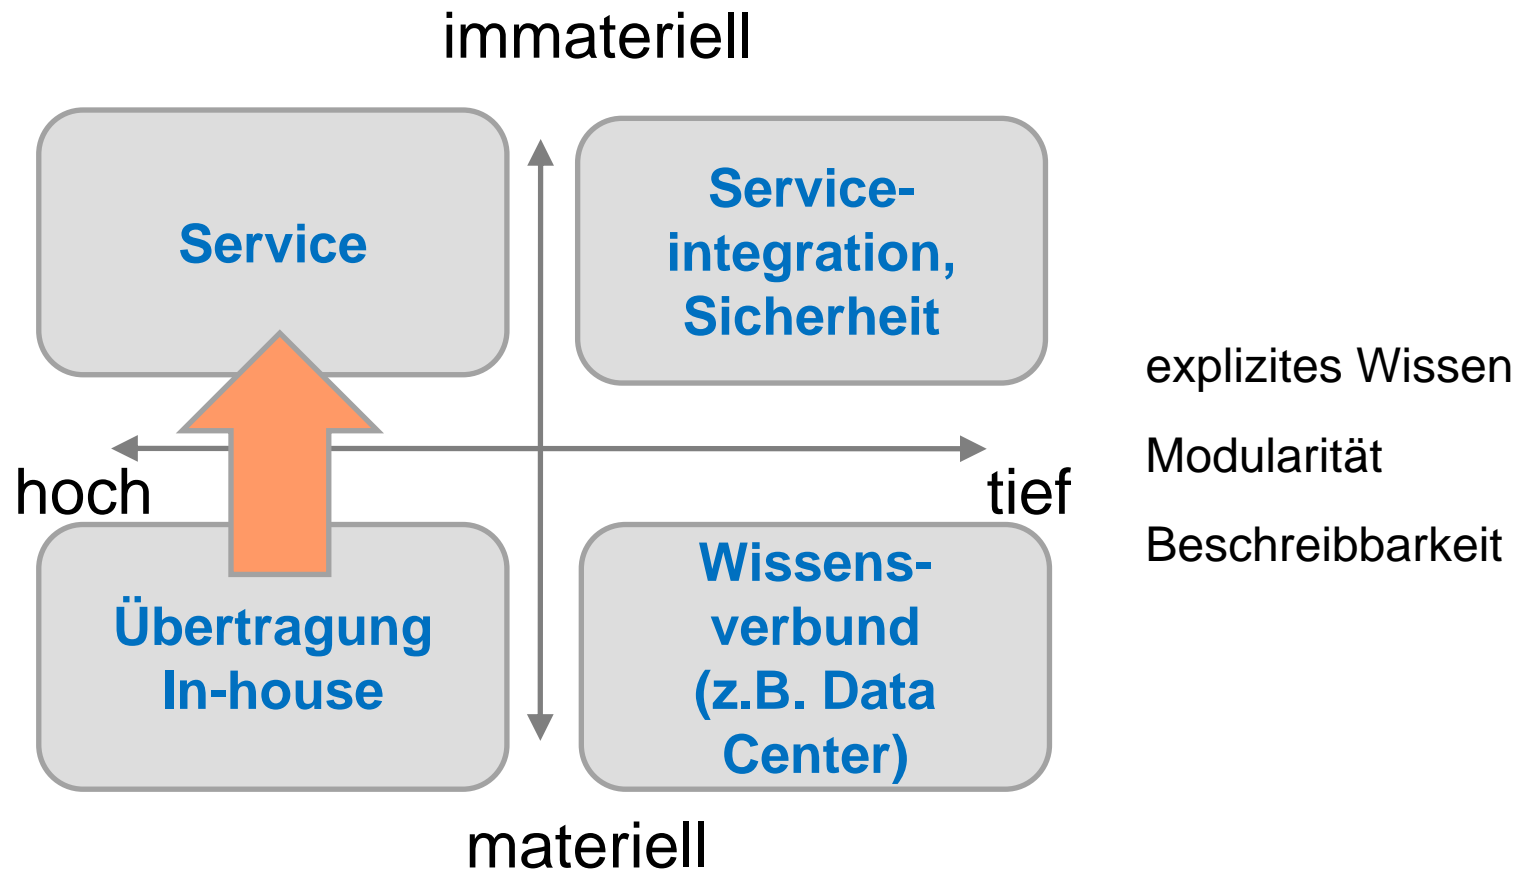 immateriell
Service
Service-
integration,
Sicherheit
explizites Wissen
Modularität
Beschreibbarkeit
hoch
tief
Übertragung
In-house
Wissens-
verbund
(z.B. Data
Center)
materiell